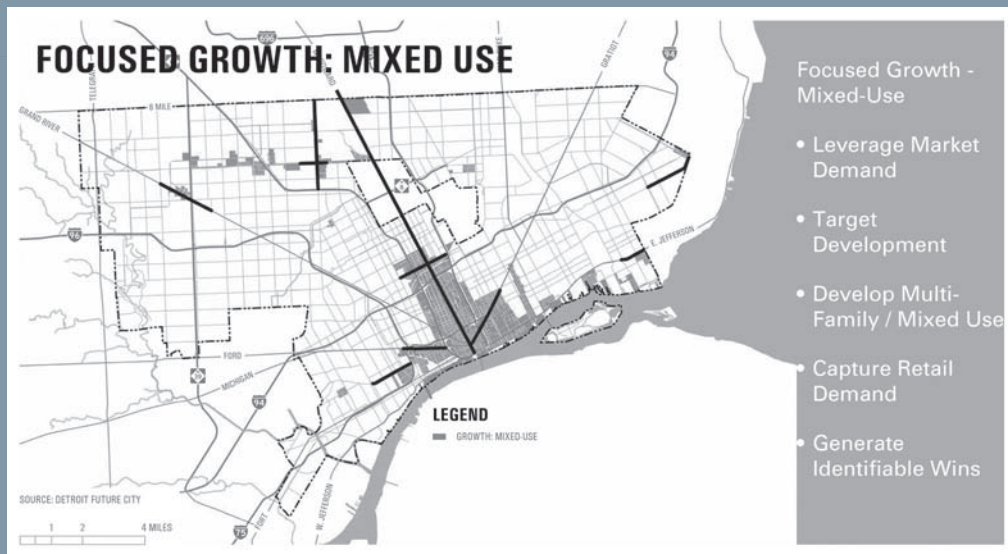 FOCUSED GROWTH: MIXED USE
696
94
TELEGRAPH
GRATIOT
8 MILE
GRAND RIVER
96
E. JEFFERSON
FORD
MICHIGAN
94
LEGEND
GROWTH: MIXED-USE
SOURCE: DETROIT FUTURE CITY
FORT
W. JEFFERSON
75
1 2 4 MILES
Focused Growth -
Mixed-Use
• Leverage Market
Demand
• Target
Development
• Develop Multi-
Family / Mixed Use
• Capture Retail
Demand
• Generate
Identifiable Wins